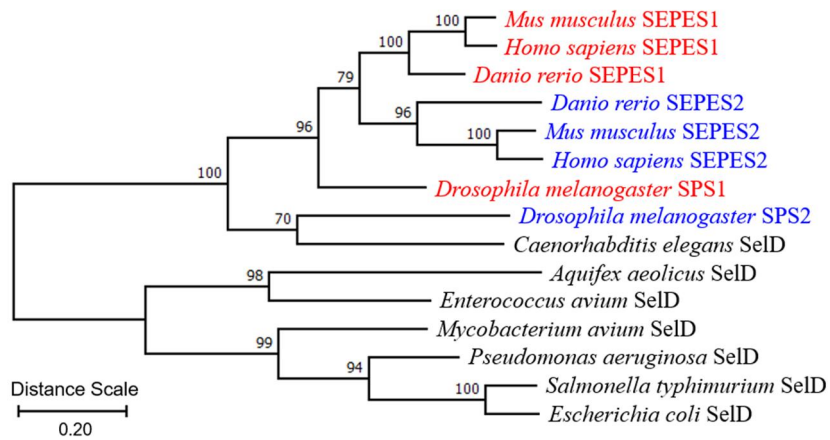 Mus musculus SEPES1
100
Homo sapiens SEPES1
100
Danio rerio SEPES1
79
Danio rerio SEPES2
96
Mus musculus SEPES2
100
Homo sapiens SEPES2
96
Drosophila melanogaster SPS1
100
Drosophila melanogaster SPS2
70
Caenorhabditis elegans SelD
Aquifex aeolicus SelD
98
Enterococcus avium SelD
Mycobacterium avium SelD
99
Pseudomonas aeruginosa SelD
94
Salmonella typhimurium SelD
100
Escherichia coli SelD
Distance Scale
0.20